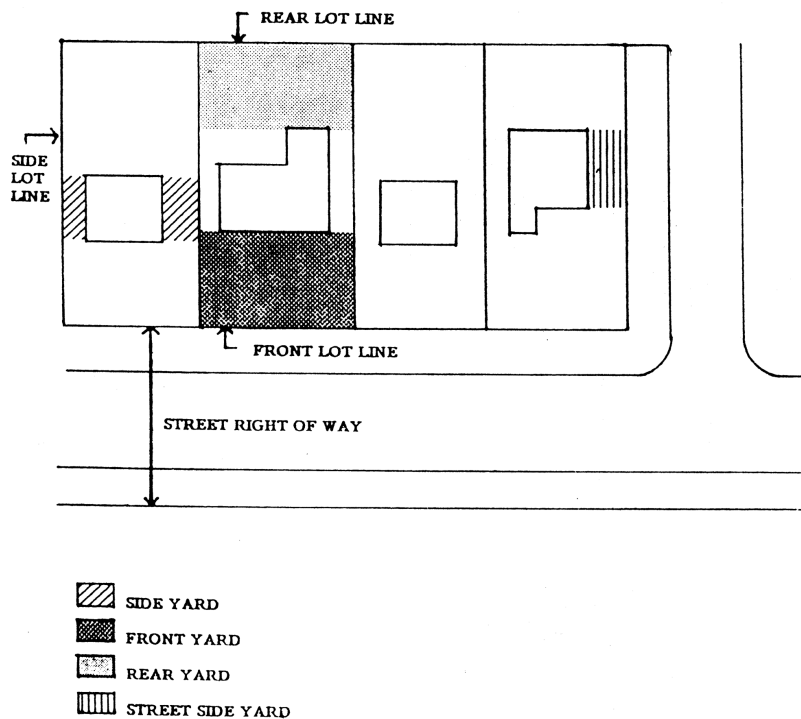 REAR LOT LINE
SIDE
LOT
LINE
FRONT LOT LINE
STREET RIGHT OF WAY
SIDE YARD
FRONT YARD
REAR YARD
STREET SIDE YARD